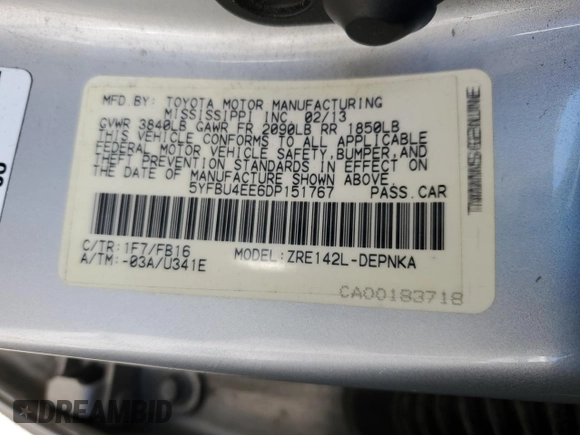 MFD.BY: TOYOTA MOTOR MANUFACTURING
MISSISSIPPI INC. 02/13
GVWR 3840LB GAWR FR 2090LB RR 1850LB
THIS VEHICLE CONFORMS TO ALL APPLICABLE
FEDERAL MOTOR VEHICLE SAFETY, BUMPER, AND
THEFT PREVENTION STANDARDS IN EFFECT ON
THE DATE OF MANUFACTURE SHOWN ABOVE.
5YFBU4EE6DP151767 PASS.CAR
C/TR: 1F7/FB16 MODEL: ZRE142L-DEPNKA
A/TM: -03A/U341E
CA00183718
DREAMBID